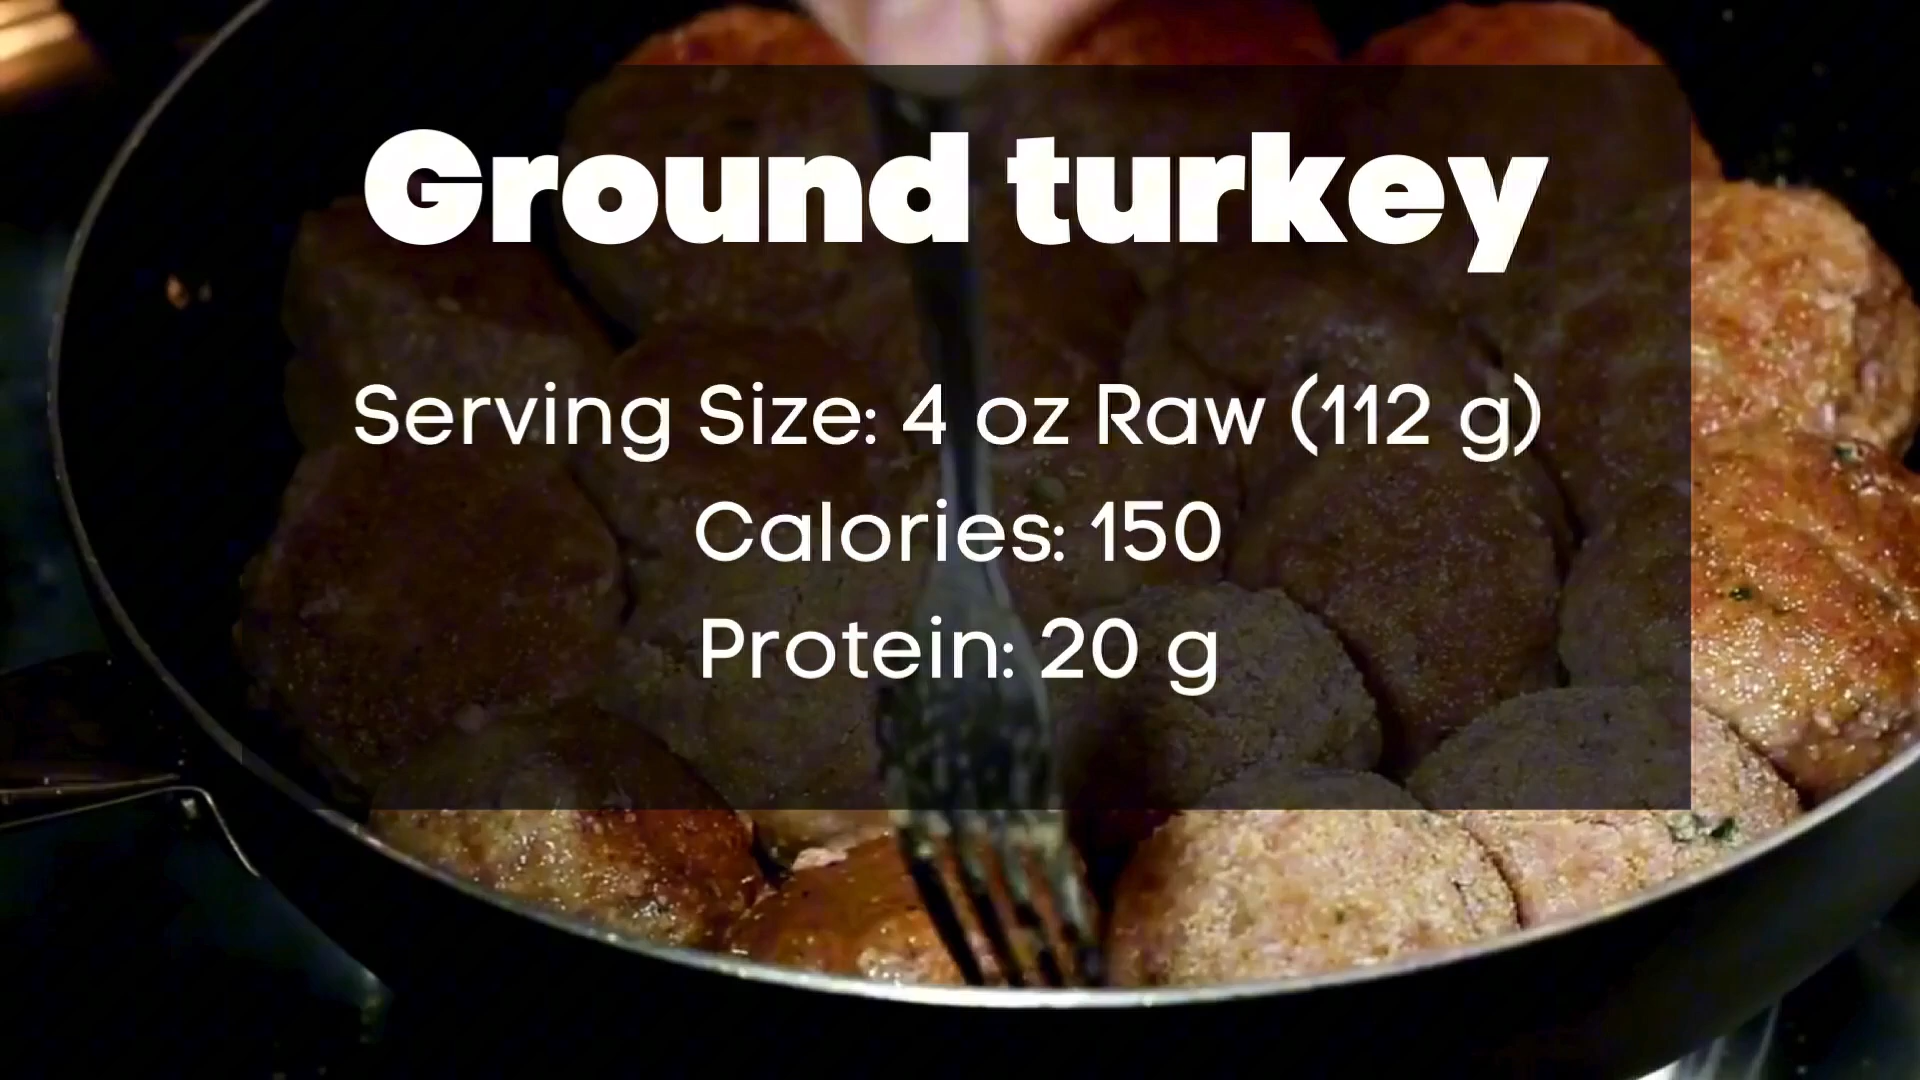 Ground turkey
Serving Size: 4 oz Raw (112 g)
Calories: 150
Protein: 20 g